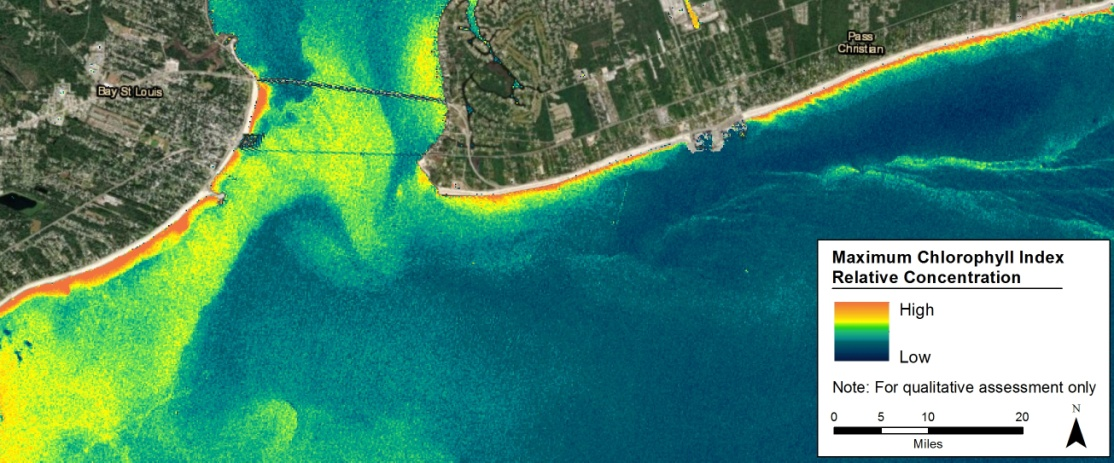 Bay St Louis
Pass
Christian
Maximum Chlorophyll Index
Relative Concentration
High
Low
Note: For qualitative assessment only
N
0 5 10 20
Miles